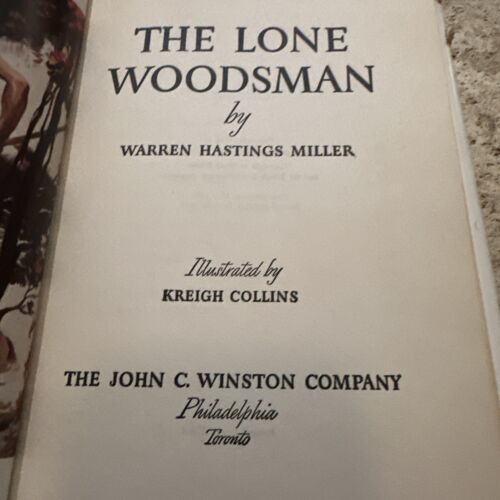 THE LONE
WOODSMAN
by
WARREN HASTINGS MILLER
Illustrated by
KREIGH COLLINS
THE JOHN C. WINSTON COMPANY
Philadelphia
Toronto